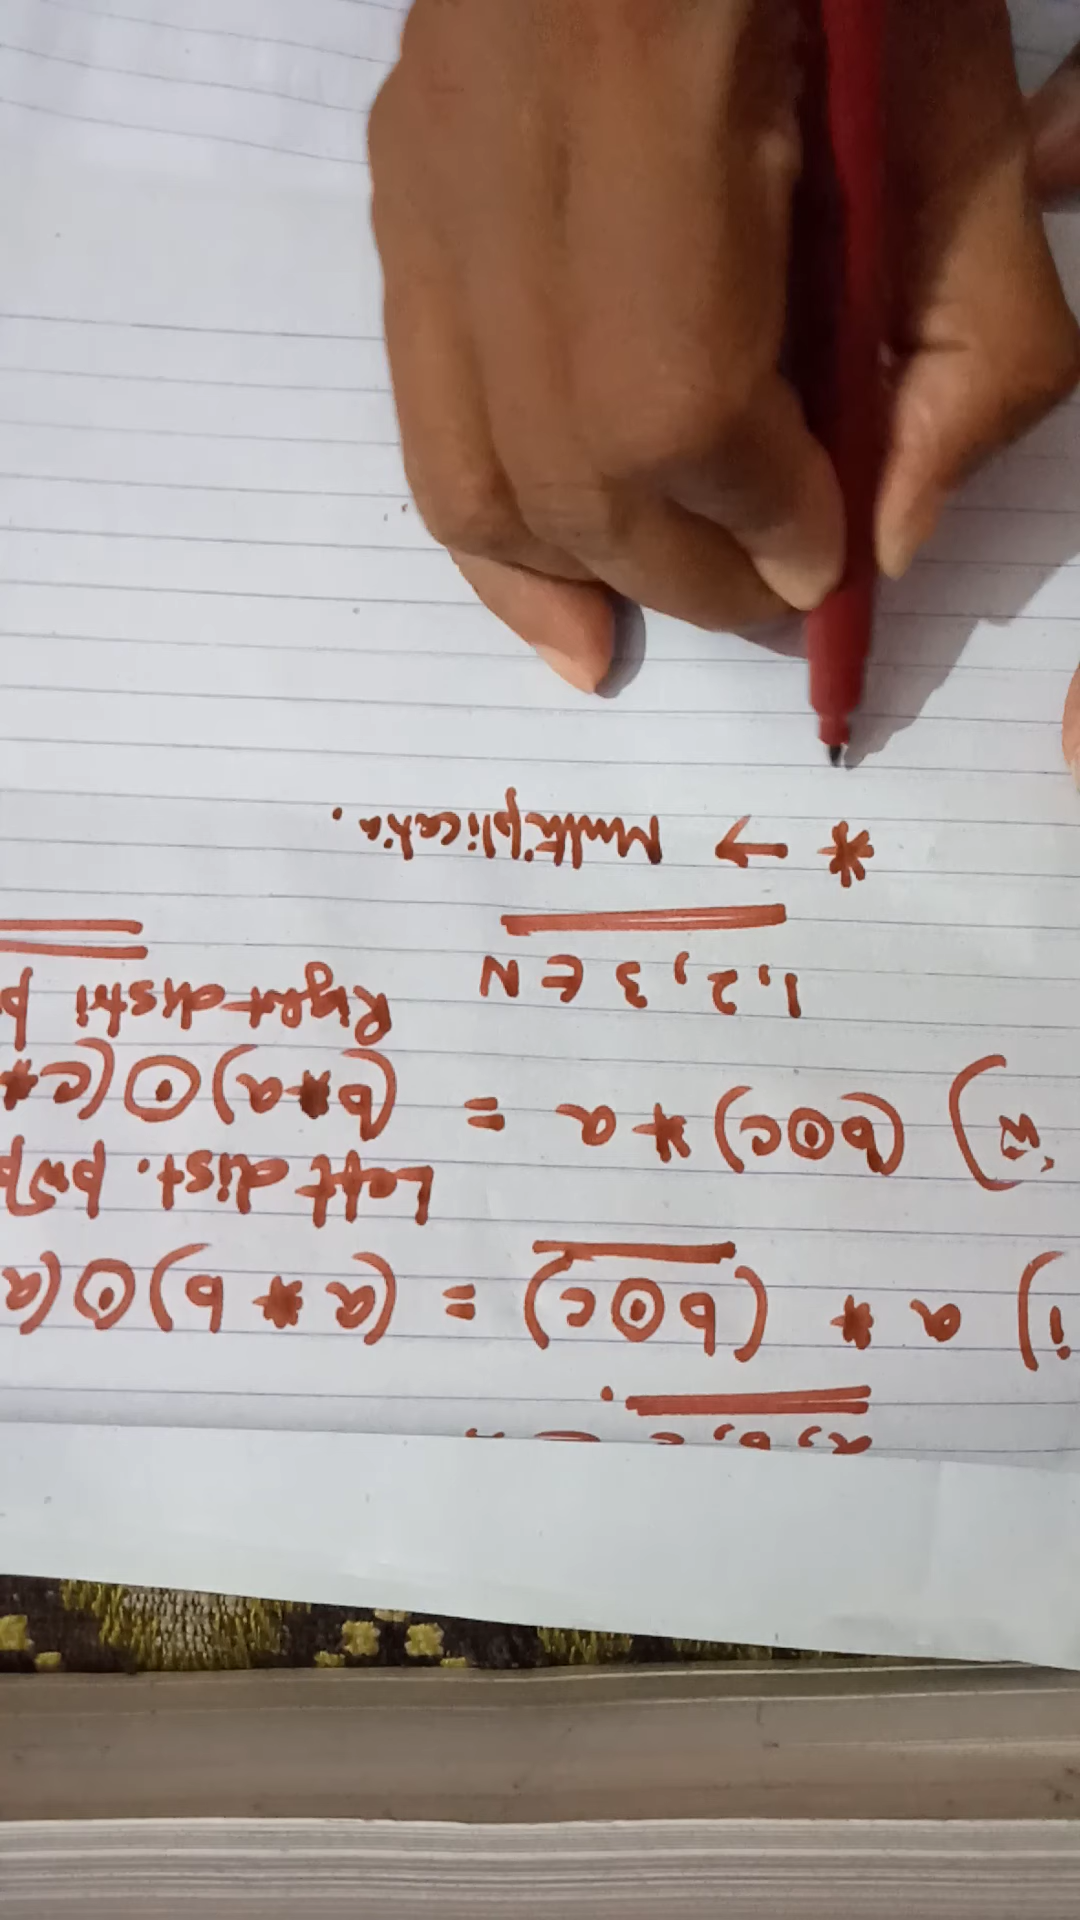 a, b, c ∈
i) a * (b ⊙ c) = (a * b) ⊙ (a
Left dist. prop
ii) (b ⊙ c) * a = (b * a) ⊙ (c *
Right distri p
1, 2, 3 ∈ N
* → Multiplication.